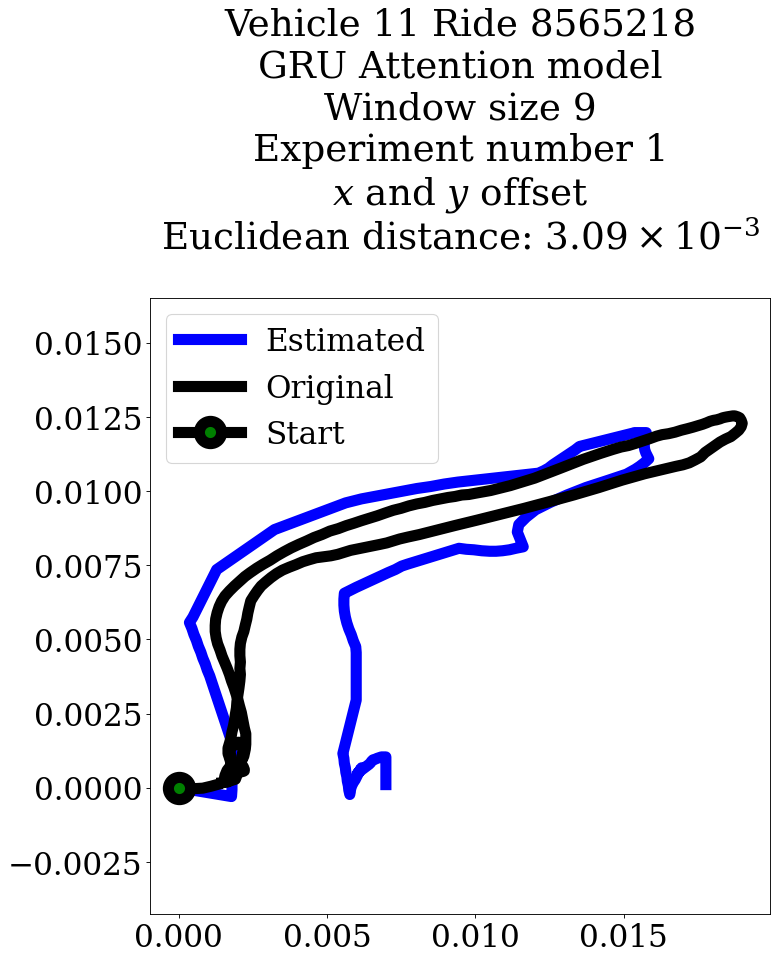 Vehicle 11 Ride 8565218
GRU Attention model
Window size 9
Experiment number 1
x and y offset
Euclidean distance: 3.09 × 10⁻³
Estimated
Original
Start
0.0150
0.0125
0.0100
0.0075
0.0050
0.0025
0.0000
−0.0025
0.000 0.005 0.010 0.015